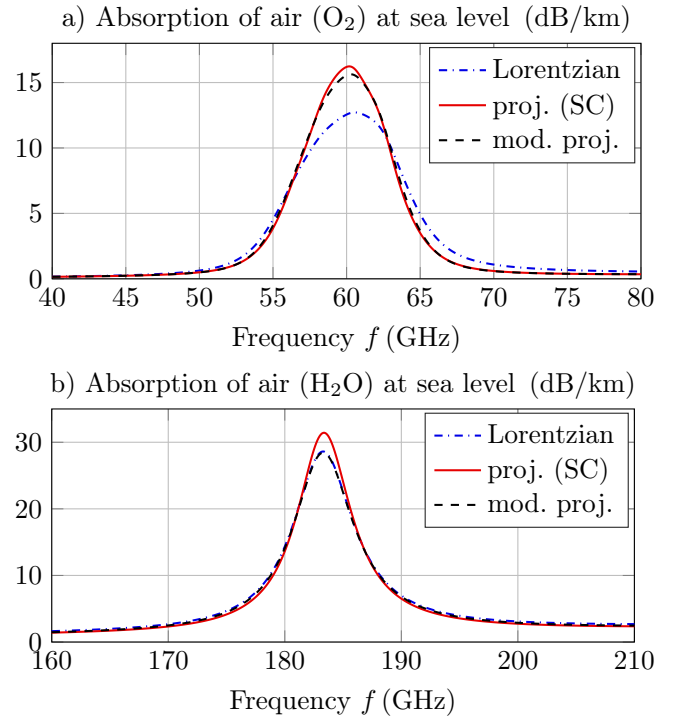 a) Absorption of air (O₂) at sea level (dB/km)
15
10
5
0
Lorentzian
proj. (SC)
mod. proj.
40 45 50 55 60 65 70 75 80
Frequency f (GHz)
b) Absorption of air (H₂O) at sea level (dB/km)
30
20
10
0
Lorentzian
proj. (SC)
mod. proj.
160 170 180 190 200 210
Frequency f (GHz)